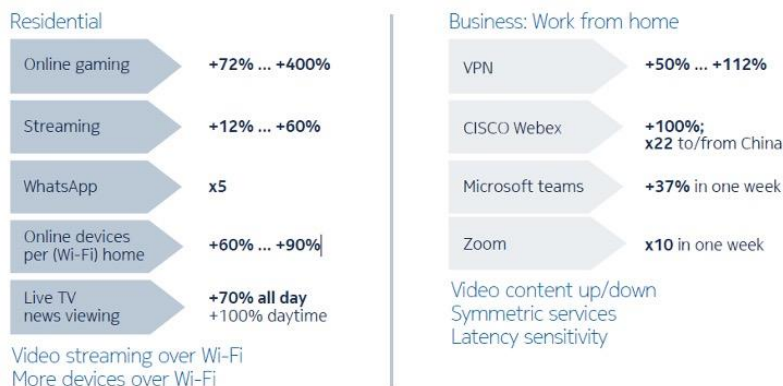 Residential
Online gaming
+72% ... +400%
Streaming
+12% ... +60%
WhatsApp
x5
Online devices
per (Wi-Fi) home
+60% ... +90%
Live TV
news viewing
+70% all day
+100% daytime
Video streaming over Wi-Fi
More devices over Wi-Fi
Business: Work from home
VPN
+50% ... +112%
CISCO Webex
+100%;
x22 to/from China
Microsoft teams
+37% in one week
Zoom
x10 in one week
Video content up/down
Symmetric services
Latency sensitivity